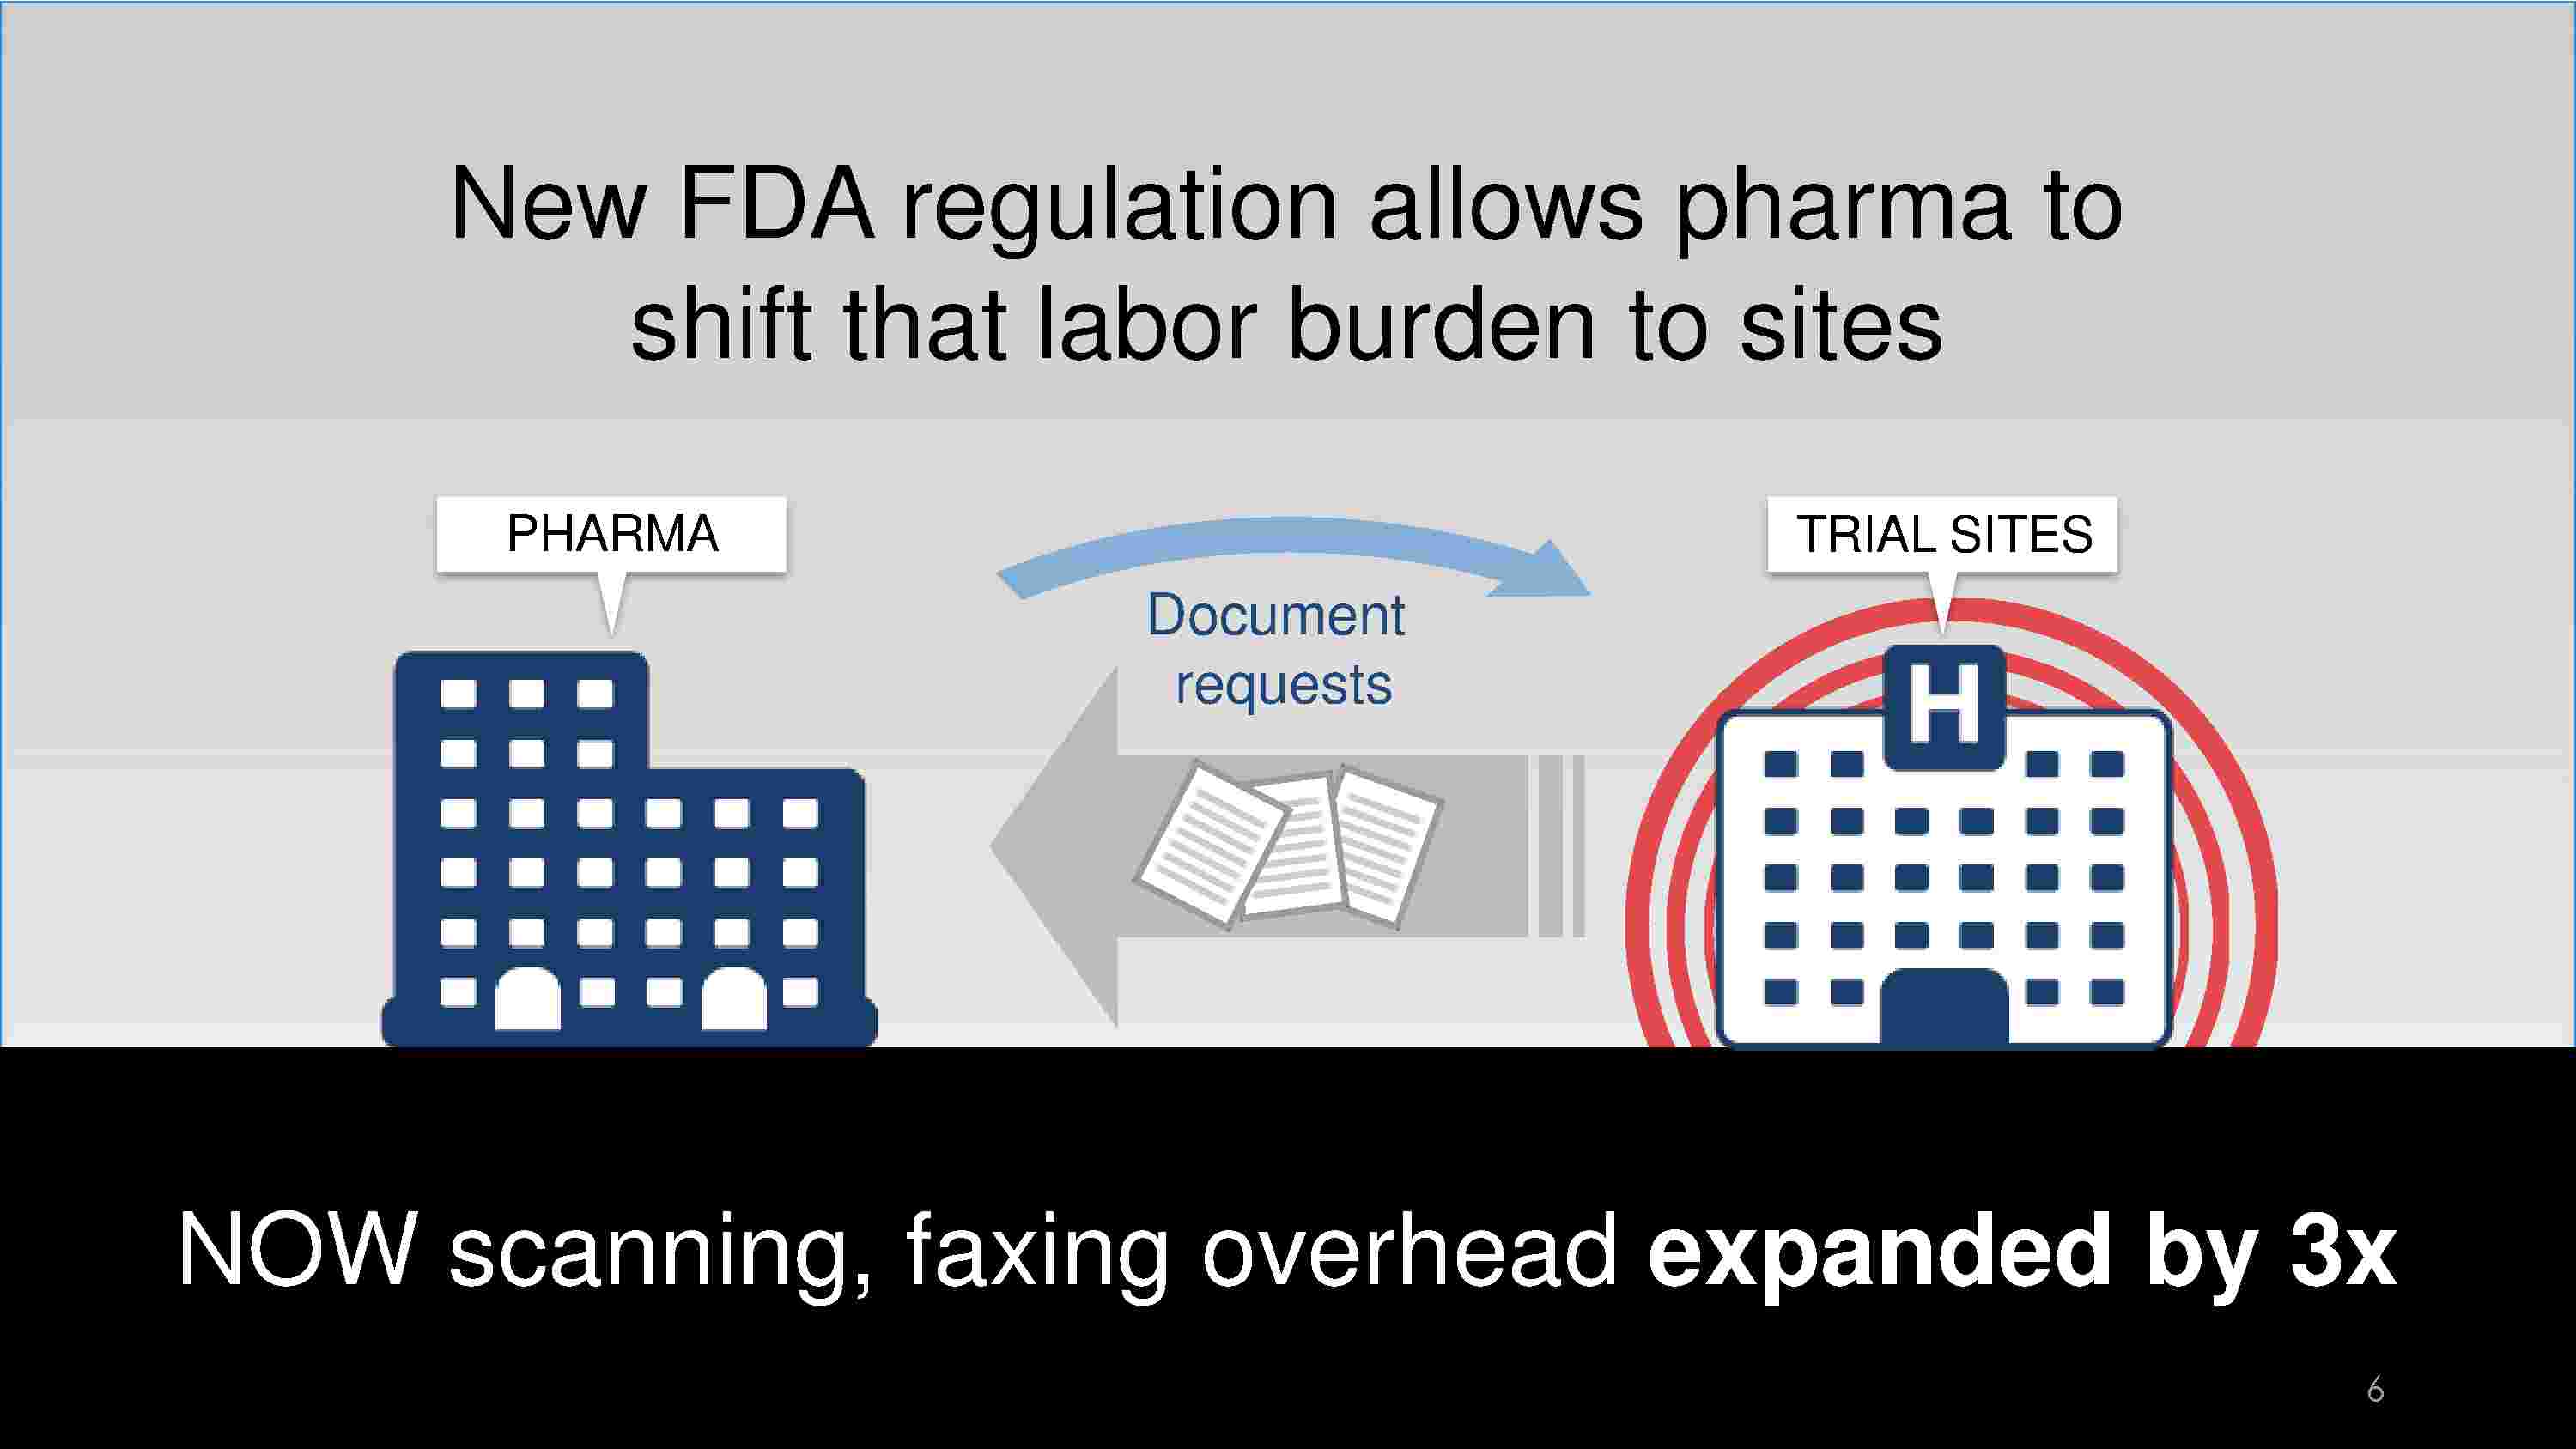 New FDA regulation allows pharma to
shift that labor burden to sites
PHARMA
TRIAL SITES
Document
requests
H
NOW scanning, faxing overhead expanded by 3x
6